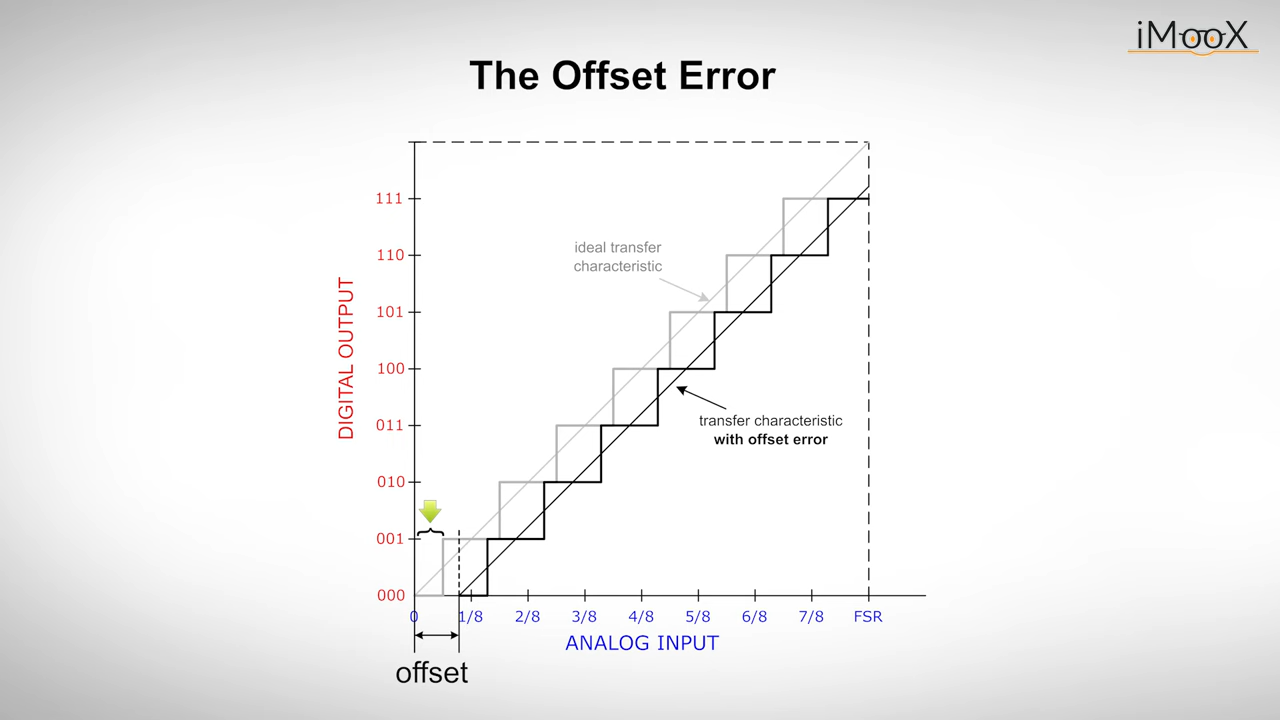 iMooX
The Offset Error
111
110
101
100
011
010
001
000
DIGITAL OUTPUT
ideal transfer
characteristic
transfer characteristic
with offset error
0 1/8 2/8 3/8 4/8 5/8 6/8 7/8 FSR
ANALOG INPUT
offset